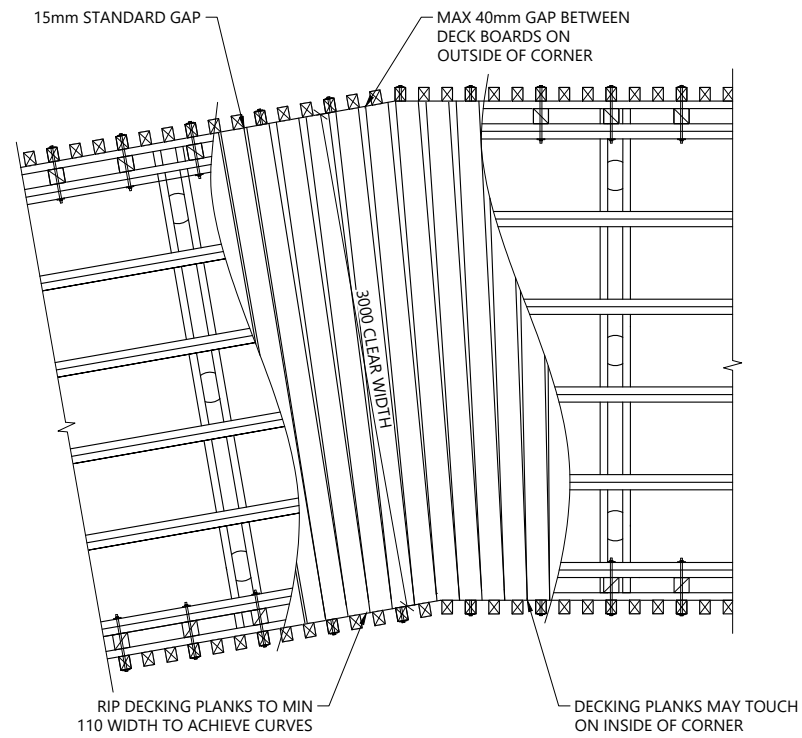 15mm STANDARD GAP
MAX 40mm GAP BETWEEN
DECK BOARDS ON
OUTSIDE OF CORNER
3000 CLEAR WIDTH
RIP DECKING PLANKS TO MIN
110 WIDTH TO ACHIEVE CURVES
DECKING PLANKS MAY TOUCH
ON INSIDE OF CORNER